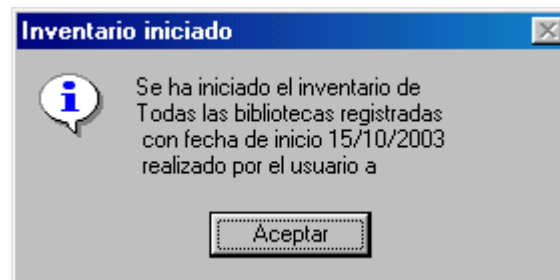 Inventario iniciado
Se ha iniciado el inventario de
Todas las bibliotecas registradas
con fecha de inicio 15/10/2003
realizado por el usuario a
Aceptar